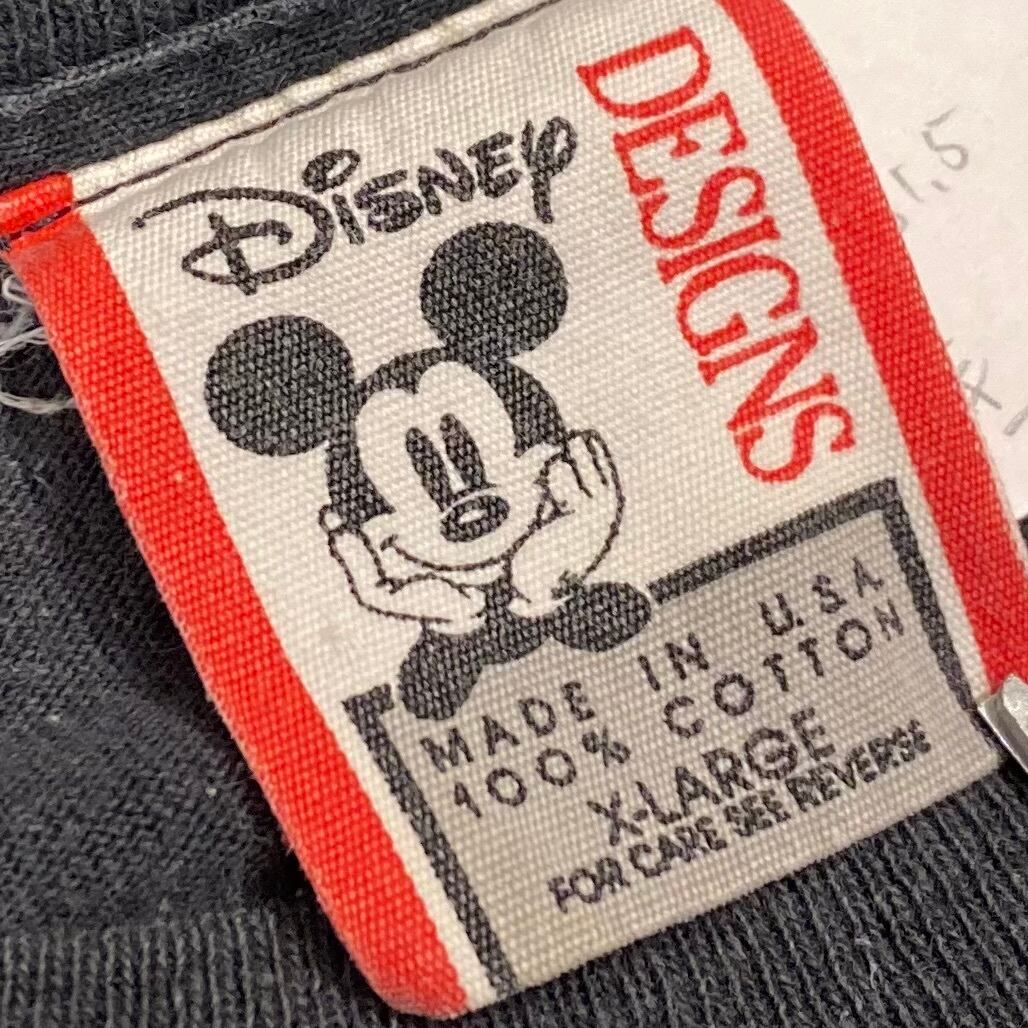 Disney
DESIGNS
MADE IN U.S.A
100% COTTON
X-LARGE
FOR CARE SEE REVERSE